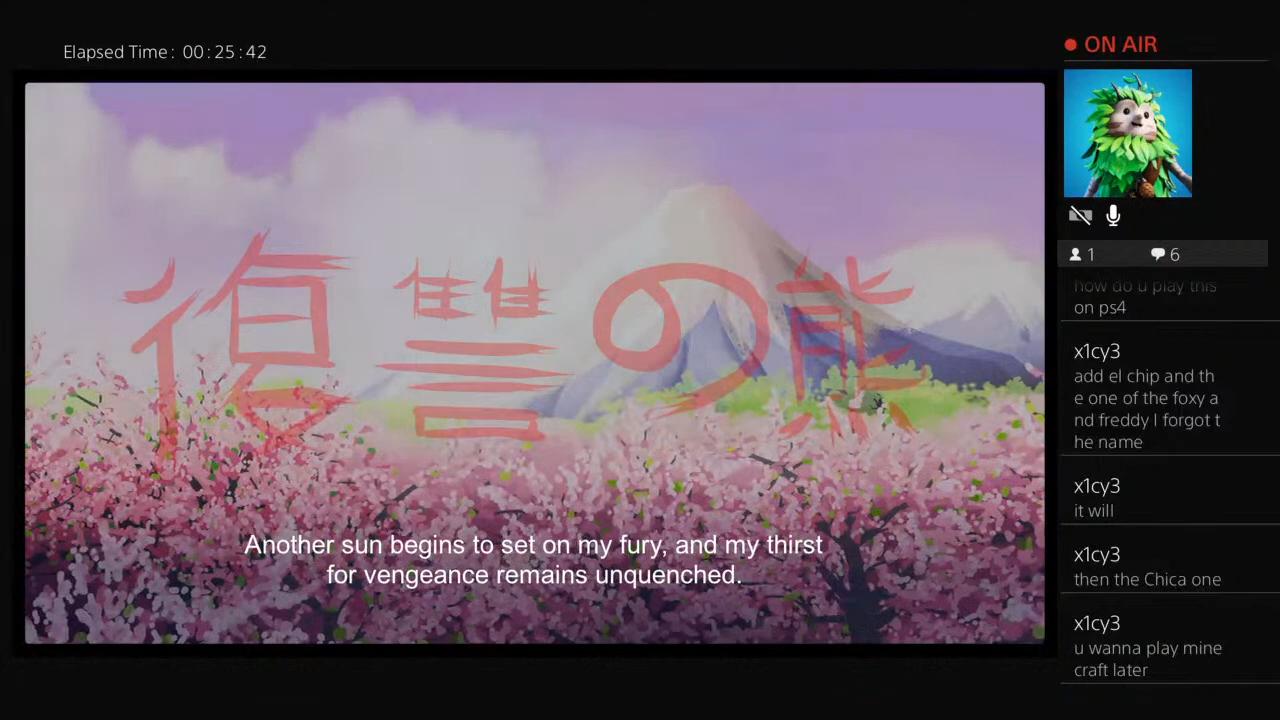 Elapsed Time: 00:25:42
ON AIR
復讐の熊
Another sun begins to set on my fury, and my thirst
for vengeance remains unquenched.
1
6
how do u play this
on ps4
x1cy3
add el chip and th
e one of the foxy a
nd freddy I forgot t
he name
x1cy3
it will
x1cy3
then the Chica one
x1cy3
u wanna play mine
craft later